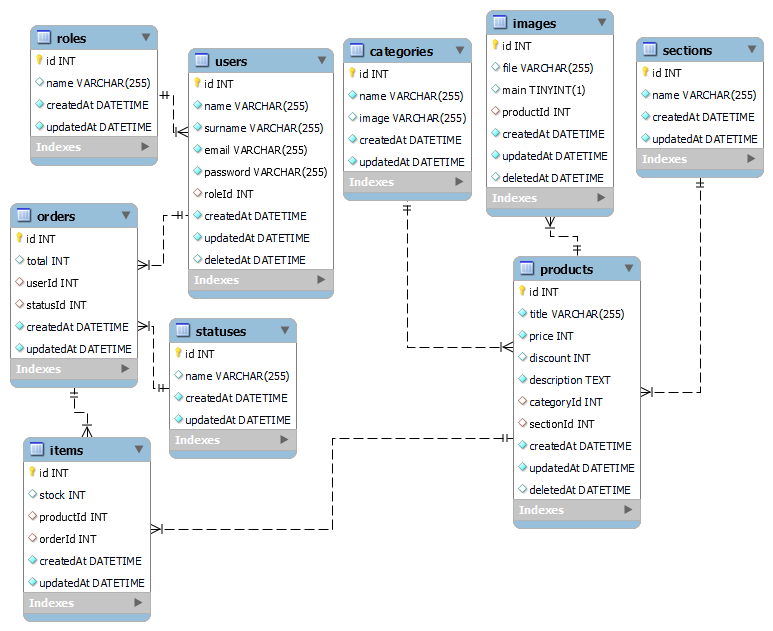 roles
id INT
name VARCHAR(255)
createdAt DATETIME
updatedAt DATETIME
Indexes
users
id INT
name VARCHAR(255)
surname VARCHAR(255)
email VARCHAR(255)
password VARCHAR(255)
roleId INT
createdAt DATETIME
updatedAt DATETIME
deletedAt DATETIME
Indexes
categories
id INT
name VARCHAR(255)
image VARCHAR(255)
createdAt DATETIME
updatedAt DATETIME
Indexes
images
id INT
file VARCHAR(255)
main TINYINT(1)
productId INT
createdAt DATETIME
updatedAt DATETIME
deletedAt DATETIME
Indexes
sections
id INT
name VARCHAR(255)
createdAt DATETIME
updatedAt DATETIME
Indexes
orders
id INT
total INT
userId INT
statusId INT
createdAt DATETIME
updatedAt DATETIME
Indexes
statuses
id INT
name VARCHAR(255)
createdAt DATETIME
updatedAt DATETIME
Indexes
products
id INT
title VARCHAR(255)
price INT
discount INT
description TEXT
categoryId INT
sectionId INT
createdAt DATETIME
updatedAt DATETIME
deletedAt DATETIME
Indexes
items
id INT
stock INT
productId INT
orderId INT
createdAt DATETIME
updatedAt DATETIME
Indexes